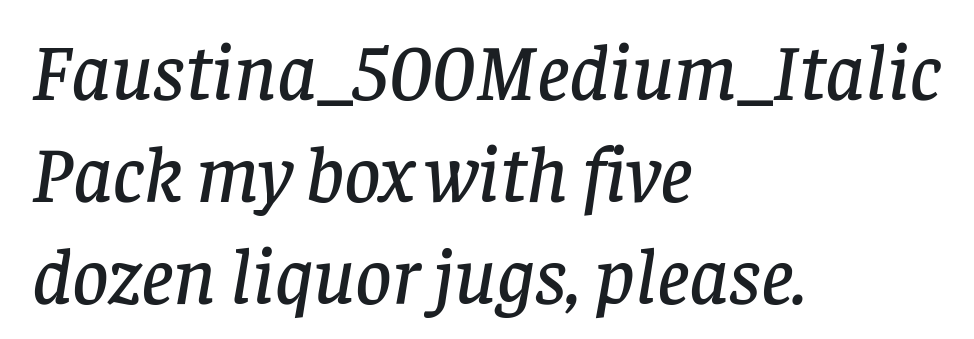 Faustina_500Medium_Italic
Pack my box with five
dozen liquor jugs, please.